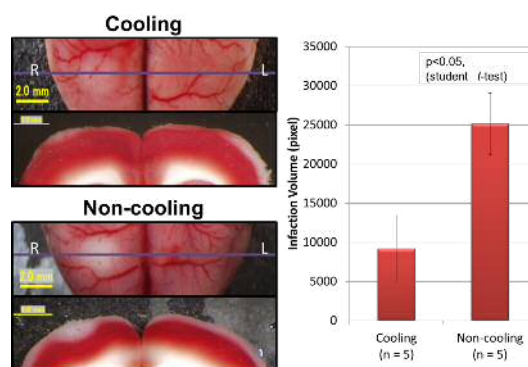 Cooling
R
L
2.0 mm
Non-cooling
R
L
2.0 mm
35000
30000
25000
20000
15000
10000
5000
0
Infaction Volume (pixel)
p<0.05,
(student t-test)
Cooling
(n = 5)
Non-cooling
(n = 5)